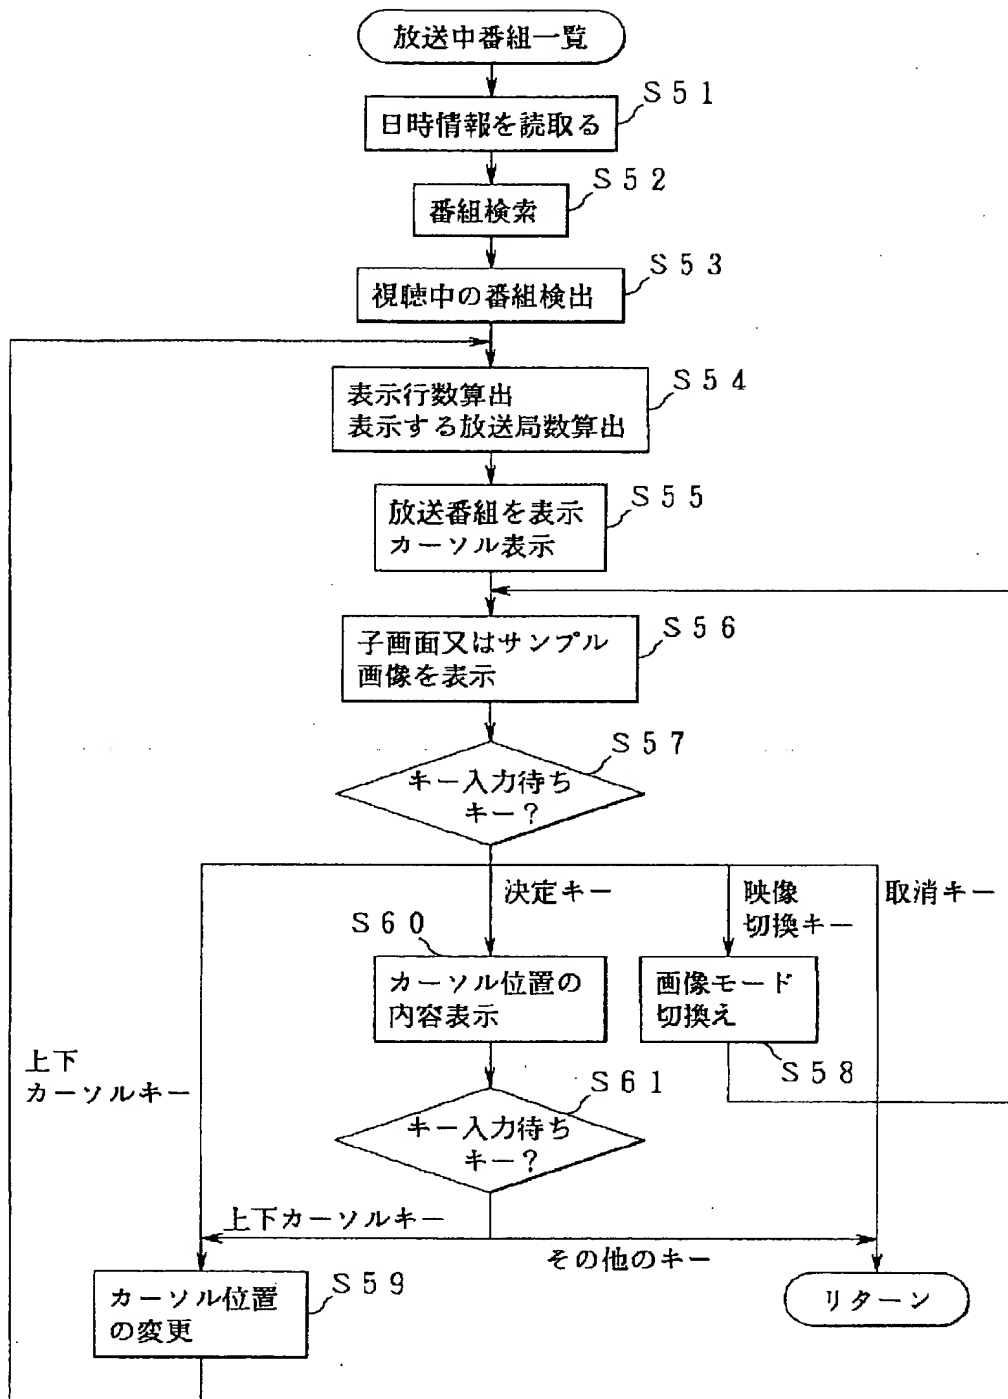 放送中番組一覧
S51
日時情報を読取る
S52
番組検索
S53
視聴中の番組検出
S54
表示行数算出
表示する放送局数算出
S55
放送番組を表示
カーソル表示
S56
子画面又はサンプル
画像を表示
S57
キー入力待ち
キー?
決定キー
映像
切換キー
取消キー
S60
カーソル位置の
内容表示
画像モード
切換え
S58
上下
カーソルキー
S61
キー入力待ち
キー?
上下カーソルキー
その他のキー
S59
カーソル位置
の変更
リターン